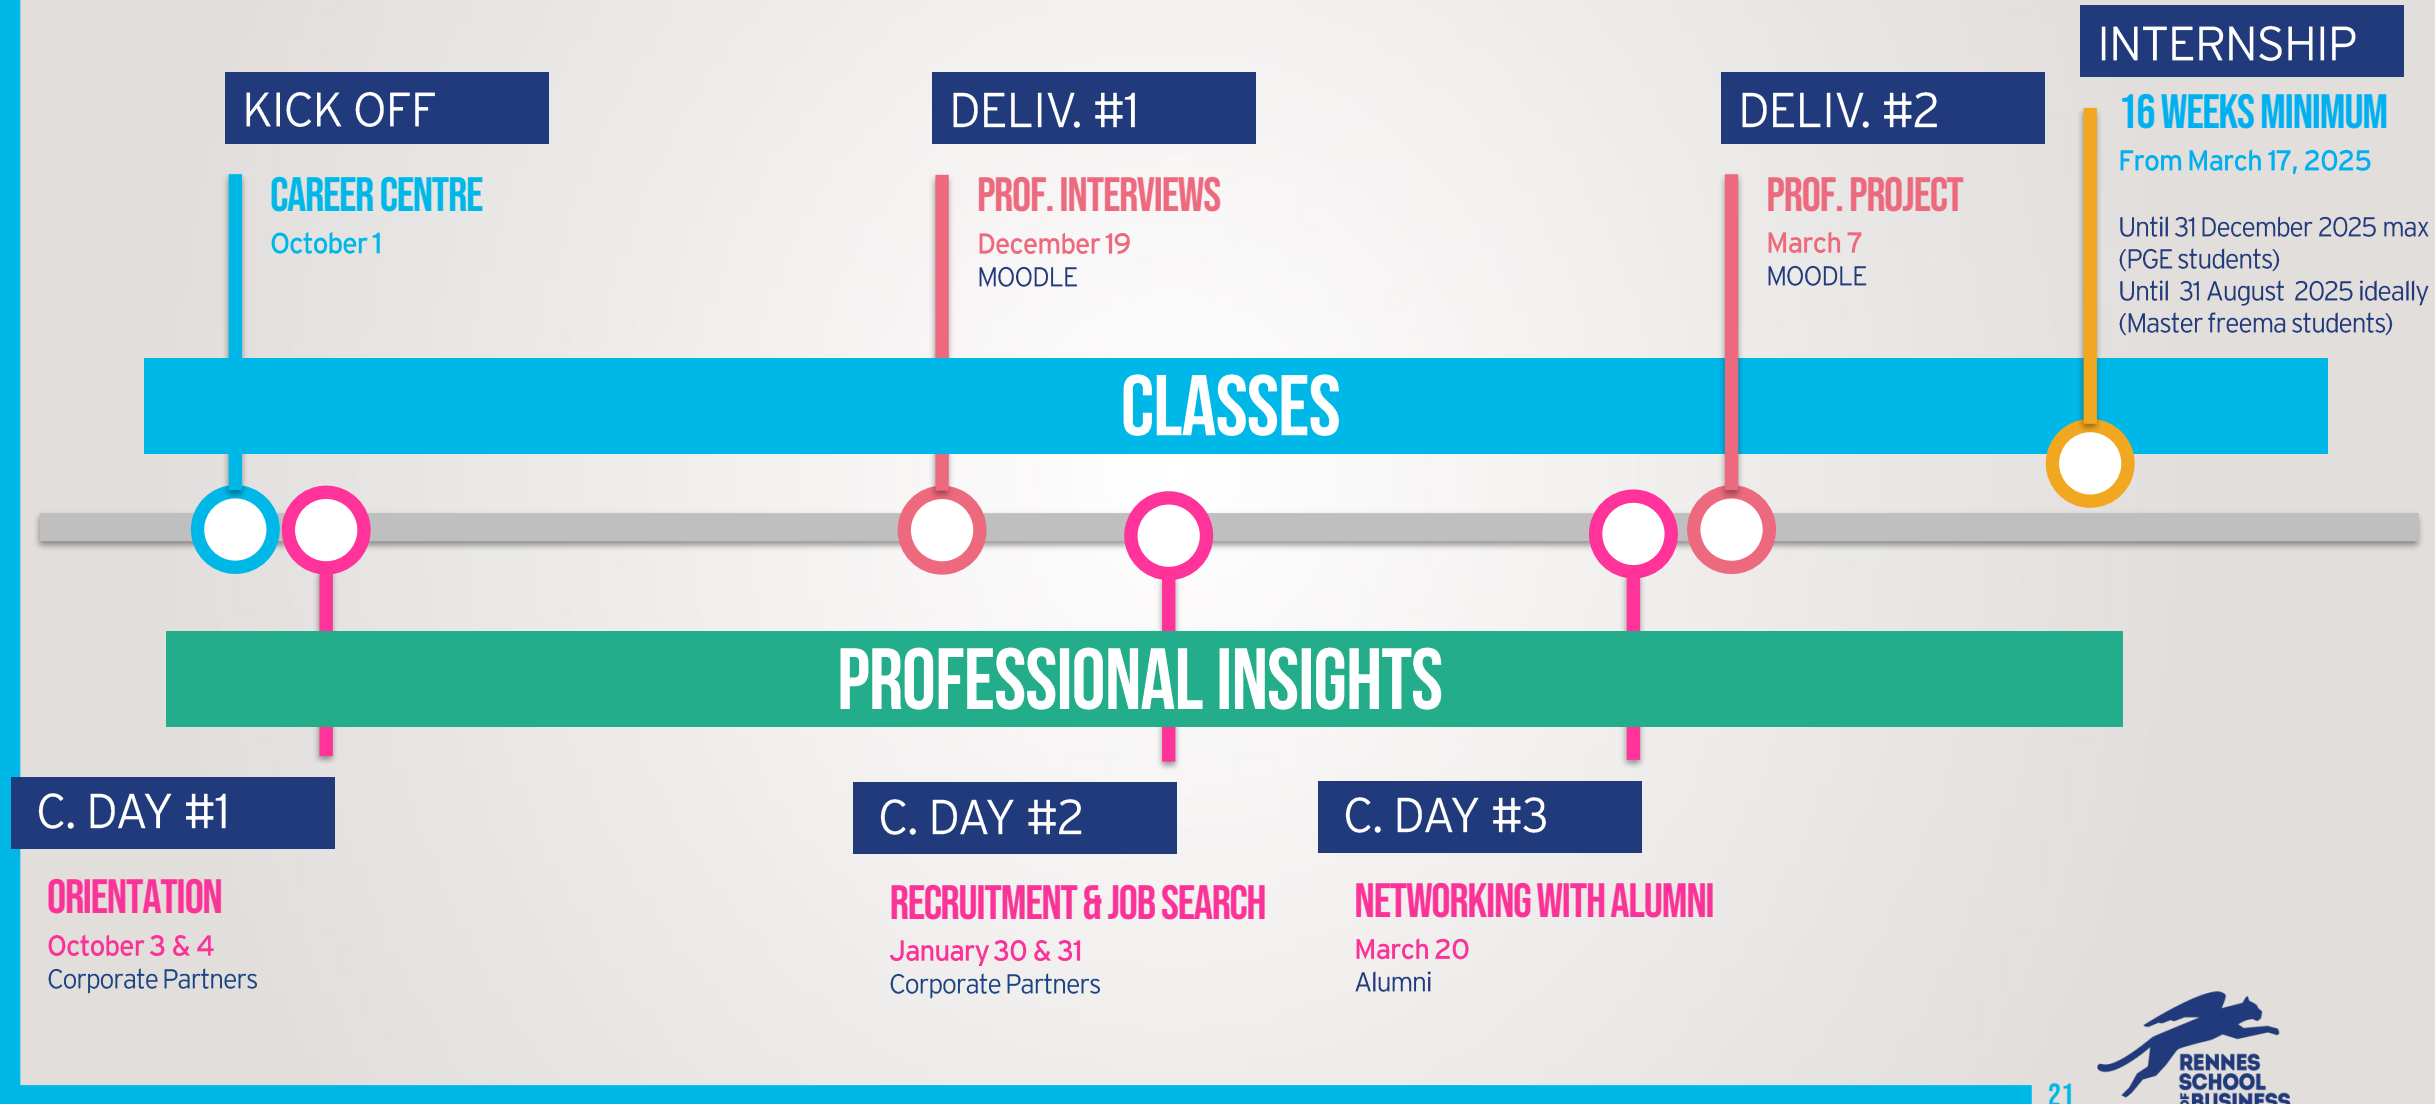 INTERNSHIP
16 WEEKS MINIMUM
From March 17, 2025
Until 31 December 2025 max
(PGE students)
Until 31 August 2025 ideally
(Master freema students)
KICK OFF
CAREER CENTRE
October 1
DELIV. #1
PROF. INTERVIEWS
December 19
MOODLE
DELIV. #2
PROF. PROJECT
March 7
MOODLE
CLASSES
PROFESSIONAL INSIGHTS
C. DAY #1
ORIENTATION
October 3 & 4
Corporate Partners
C. DAY #2
RECRUITMENT & JOB SEARCH
January 30 & 31
Corporate Partners
C. DAY #3
NETWORKING WITH ALUMNI
March 20
Alumni
21
RENNES
SCHOOL
OF BUSINESS